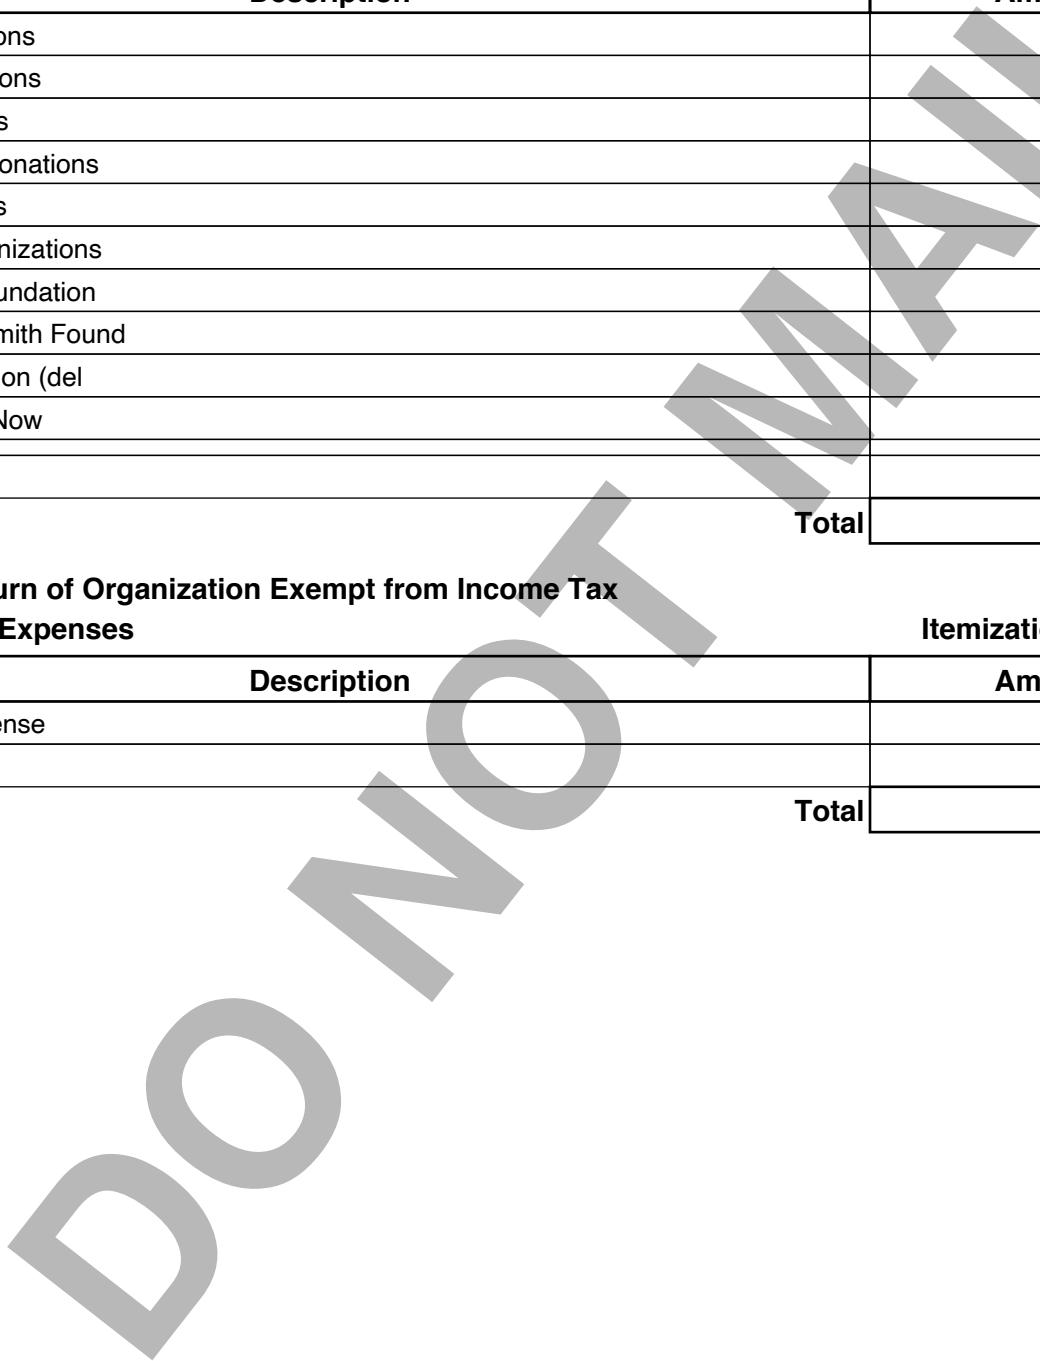 Description Am
ons
ons
s
onations
s
nizations
undation
mith Found
on (del
Now
Total
urn of Organization Exempt from Income Tax
Expenses Itemizati
Description Am
ense
Total
DO NOT MAIL